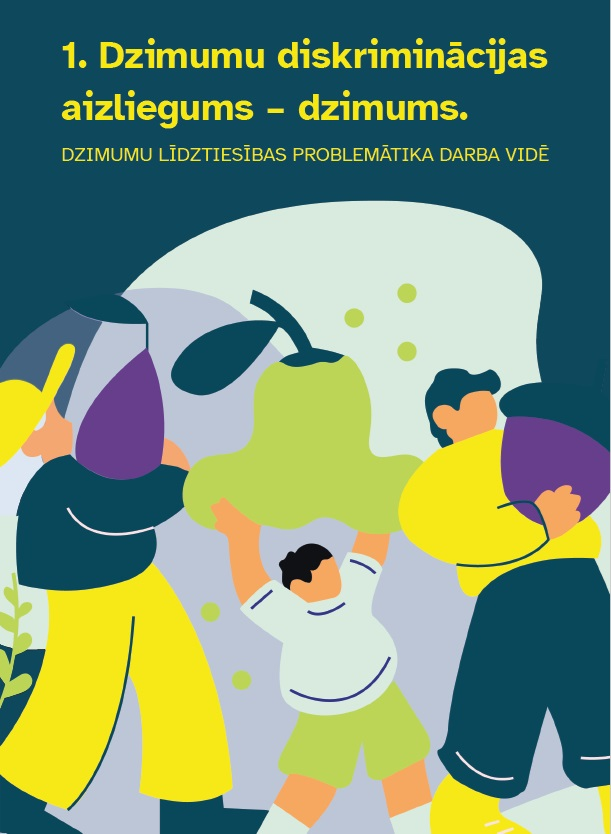 1. Dzimumu diskriminācijas
aizliegums – dzimums.
DZIMUMU LĪDZTIESĪBAS PROBLEMĀTIKA DARBA VIDĒ